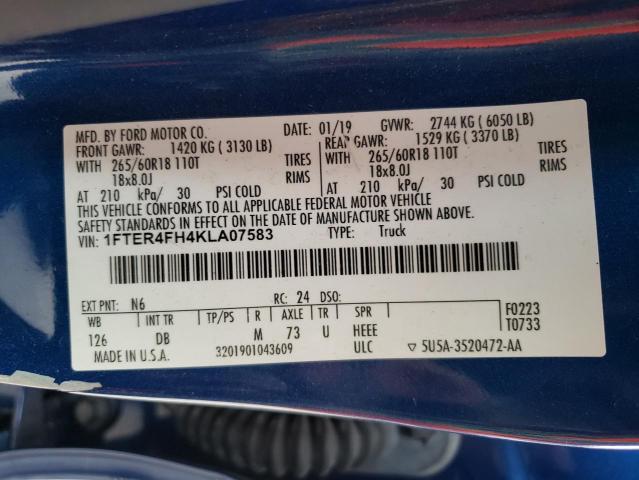 MFD. BY FORD MOTOR CO. DATE: 01/19 GVWR: 2744 KG ( 6050 LB)
FRONT GAWR: 1420 KG ( 3130 LB) REAR GAWR: 1529 KG ( 3370 LB)
WITH 265/60R18 110T TIRES WITH 265/60R18 110T TIRES
18x8.0J RIMS 18x8.0J RIMS
AT 210 kPa/ 30 PSI COLD AT 210 kPa/ 30 PSI COLD
THIS VEHICLE CONFORMS TO ALL APPLICABLE FEDERAL MOTOR VEHICLE
SAFETY STANDARDS IN EFFECT ON THE DATE OF MANUFACTURE SHOWN ABOVE.
VIN: 1FTER4FH4KLA07583 TYPE: Truck
EXT PNT: N6 RC: 24 DSO: F0223
WB INT TR TP/PS R AXLE TR SPR T0733
126 DB M 73 U HEEE
MADE IN U.S.A. 3201901043609 ULC ▽ 5U5A-3520472-AA